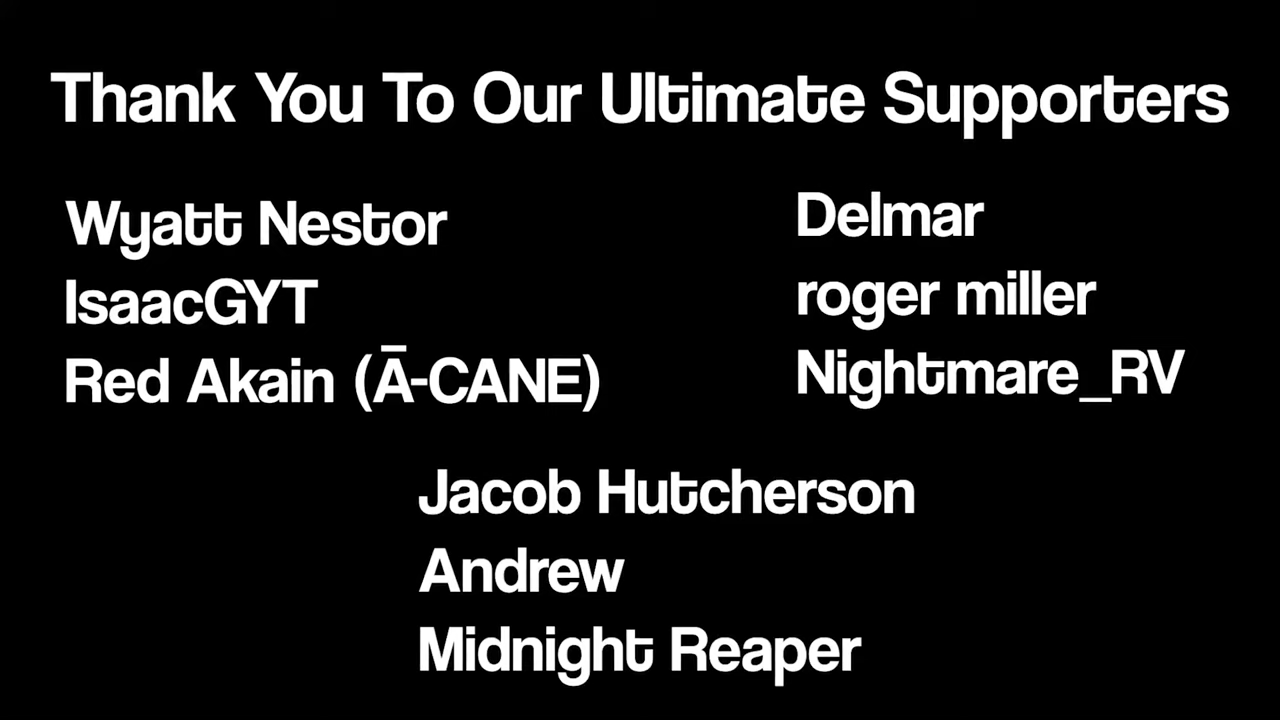 Thank You To Our Ultimate Supporters
Wyatt Nestor
IsaacGYT
Red Akain (Ā-CANE)
Delmar
roger miller
Nightmare_RV
Jacob Hutcherson
Andrew
Midnight Reaper